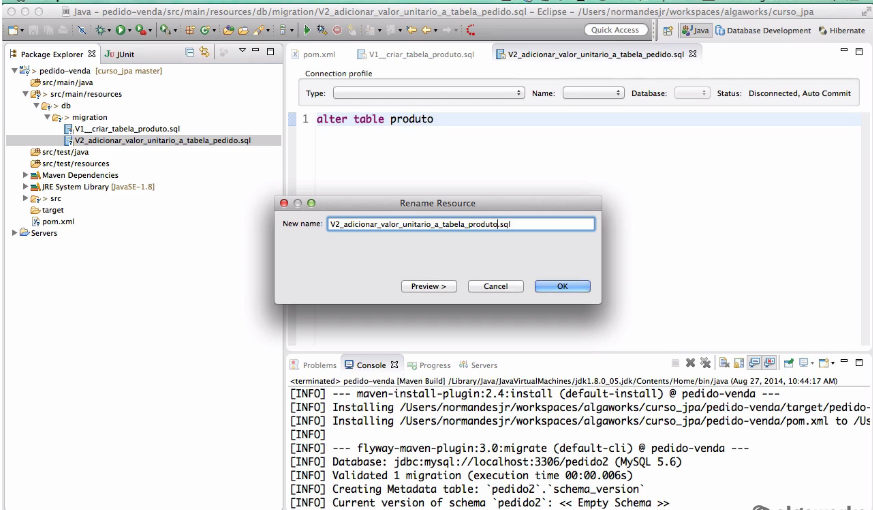 Java - pedido-venda/src/main/resources/db/migration/V2_adicionar_valor_unitario_a_tabela_pedido.sql - Eclipse - /Users/normandesjr/workspaces/algaworks/curso_jpa
Quick Access
Java
Database Development
Hibernate
Package Explorer
JUnit
pedido-venda [curso_jpa master]
src/main/java
> src/main/resources
> db
> migration
V1__criar_tabela_produto.sql
V2_adicionar_valor_unitario_a_tabela_pedido.sql
src/test/java
src/test/resources
Maven Dependencies
JRE System Library [JavaSE-1.8]
> src
target
pom.xml
Servers
pom.xml
V1__criar_tabela_produto.sql
V2_adicionar_valor_unitario_a_tabela_pedido.sql
Connection profile
Type: Name: Database: Status: Disconnected, Auto Commit
1 alter table produto
Rename Resource
New name: V2_adicionar_valor_unitario_a_tabela_produto.sql
Preview > Cancel OK
Problems Console Progress Servers
<terminated> pedido-venda [Maven Build] /Library/Java/JavaVirtualMachines/jdk1.8.0_05.jdk/Contents/Home/bin/java (Aug 27, 2014, 10:44:17 AM)
[INFO] --- maven-install-plugin:2.4:install (default-install) @ pedido-venda ---
[INFO] Installing /Users/normandesjr/workspaces/algaworks/curso_jpa/pedido-venda/target/pedido-
[INFO] Installing /Users/normandesjr/workspaces/algaworks/curso_jpa/pedido-venda/pom.xml to /Us
[INFO]
[INFO] --- flyway-maven-plugin:3.0:migrate (default-cli) @ pedido-venda ---
[INFO] Database: jdbc:mysql://localhost:3306/pedido2 (MySQL 5.6)
[INFO] Validated 1 migration (execution time 00:00.006s)
[INFO] Creating Metadata table: `pedido2`.`schema_version`
[INFO] Current version of schema `pedido2`: << Empty Schema >>
algaworks